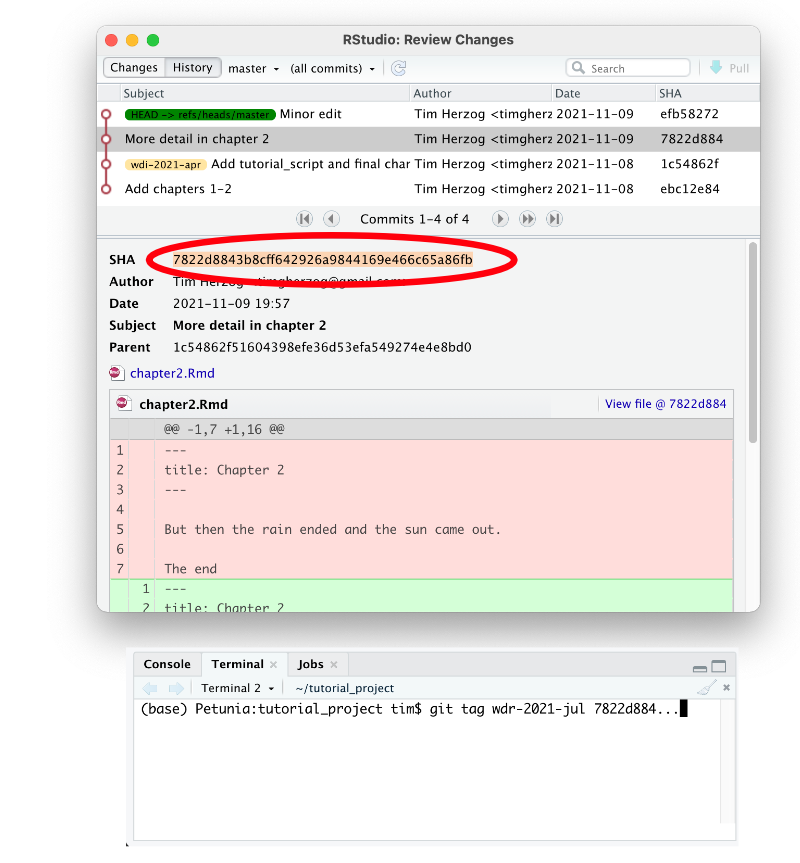 RStudio: Review Changes
Changes History master (all commits) Search Pull
Subject Author Date SHA
HEAD -> refs/heads/master Minor edit Tim Herzog <timgherz 2021-11-09 efb58272
More detail in chapter 2 Tim Herzog <timgherz 2021-11-09 7822d884
wdi-2021-apr Add tutorial_script and final char Tim Herzog <timgherz 2021-11-08 1c54862f
Add chapters 1-2 Tim Herzog <timgherz 2021-11-08 ebc12e84
Commits 1-4 of 4
SHA 7822d8843b8cff642926a9844169e466c65a86fb
Author Tim Herzog <timgherzog@gmail.com>
Date 2021-11-09 19:57
Subject More detail in chapter 2
Parent 1c54862f51604398efe36d53efa549274e4e8bd0
chapter2.Rmd
chapter2.Rmd View file @ 7822d884
@@ -1,7 +1,16 @@
1 ---
2 title: Chapter 2
3 ---
4
5 But then the rain ended and the sun came out.
6
7 The end
1 ---
2 title: Chapter 2
Console Terminal Jobs
Terminal 2 ~/tutorial_project
(base) Petunia:tutorial_project tim$ git tag wdr-2021-jul 7822d884...